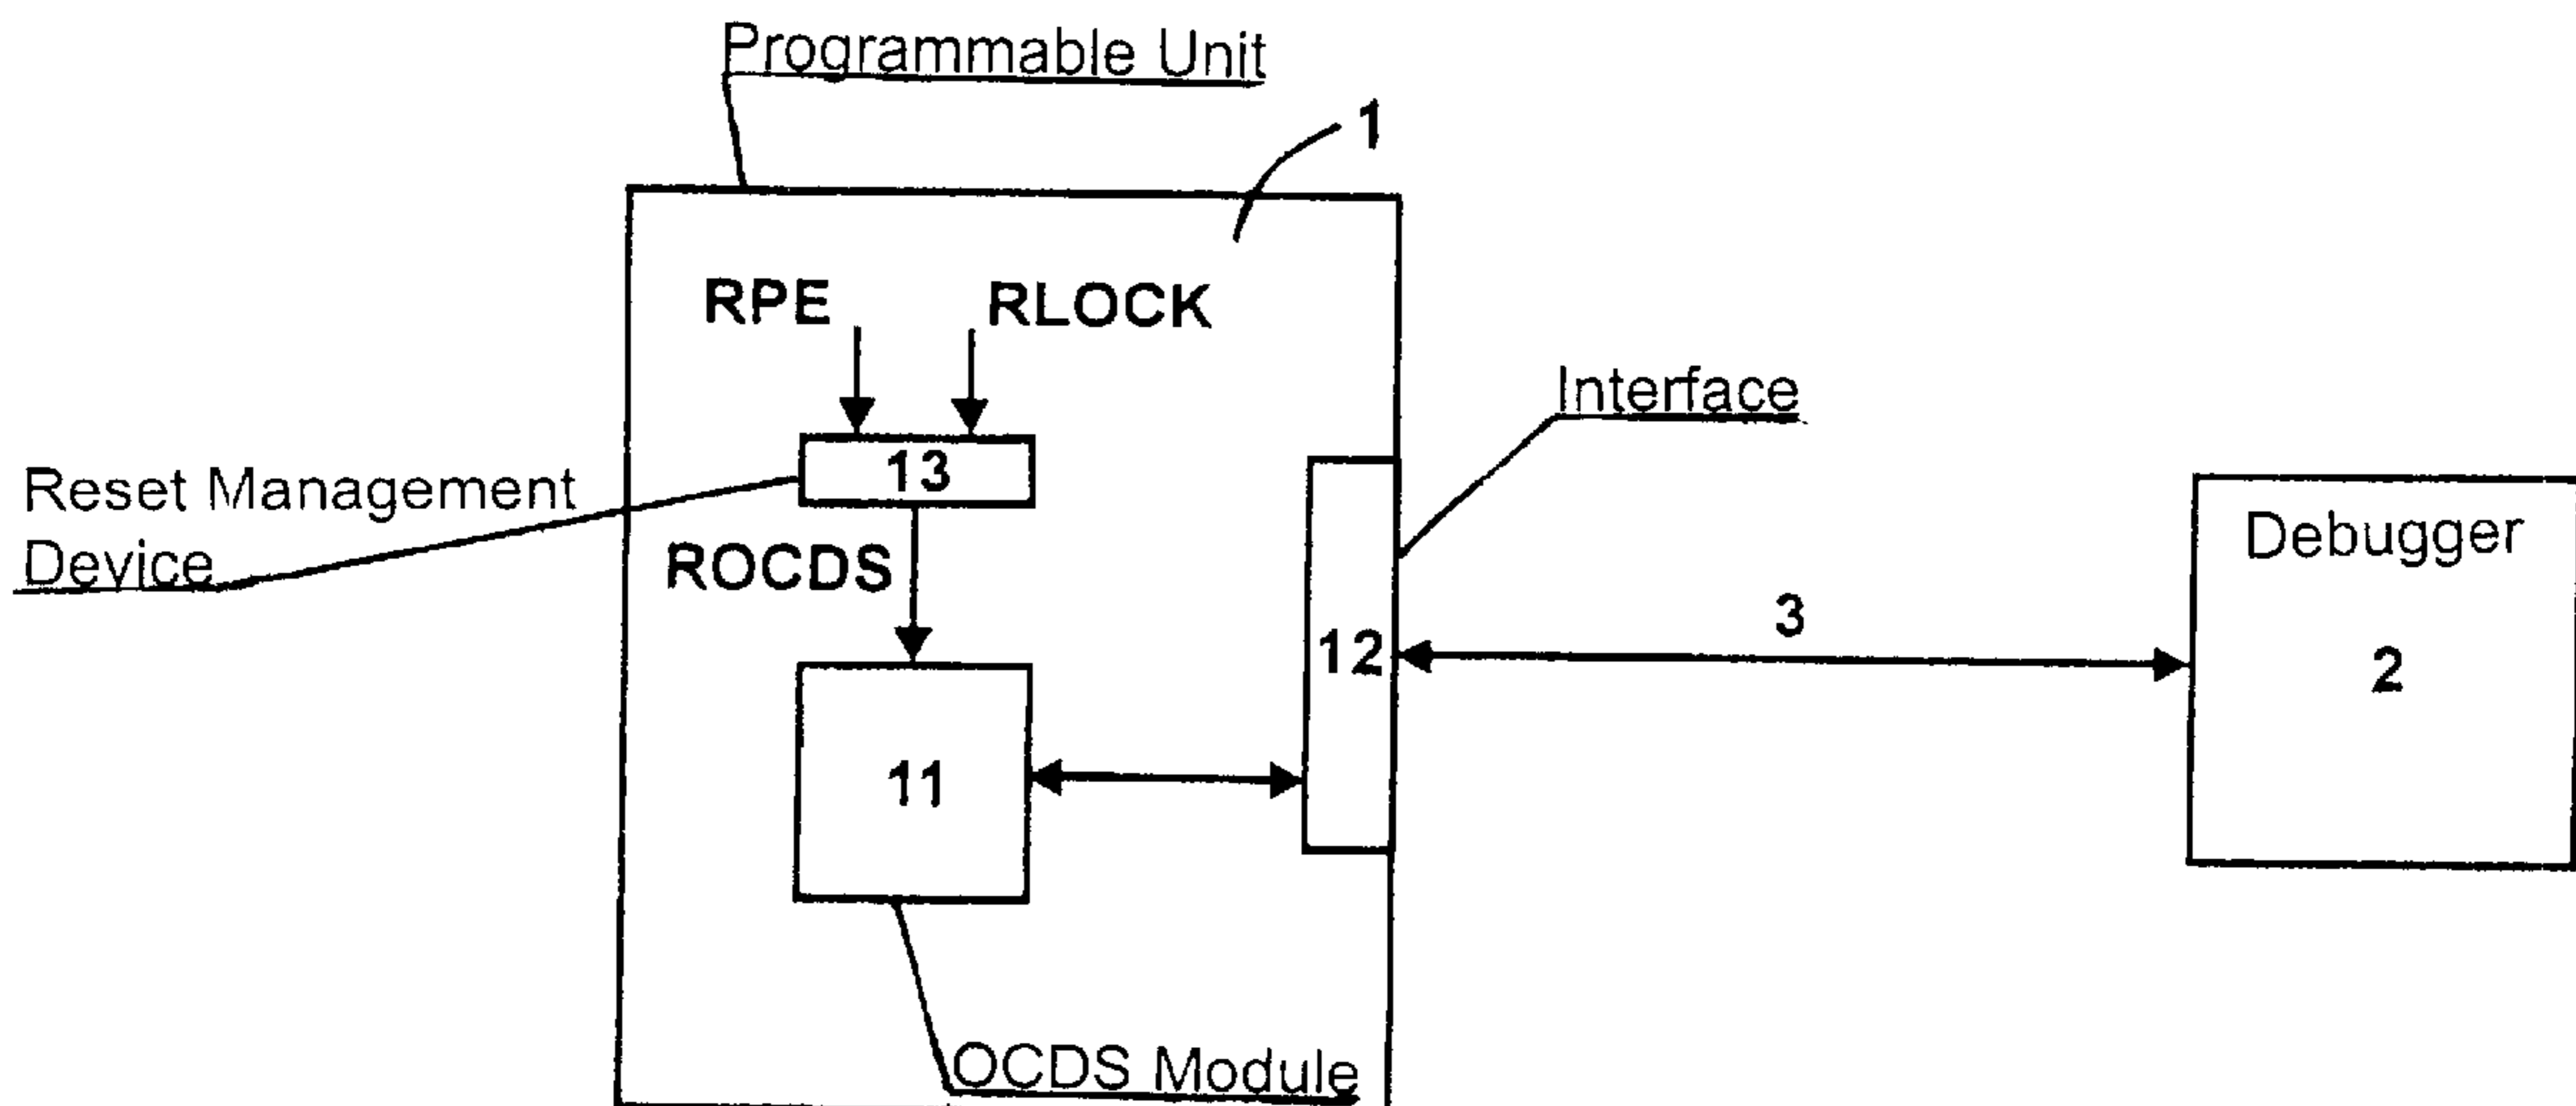 Programmable Unit
1
RPE
RLOCK
Interface
13
Reset Management
Device
ROCDS
Debugger
3
12
2
11
OCDS Module